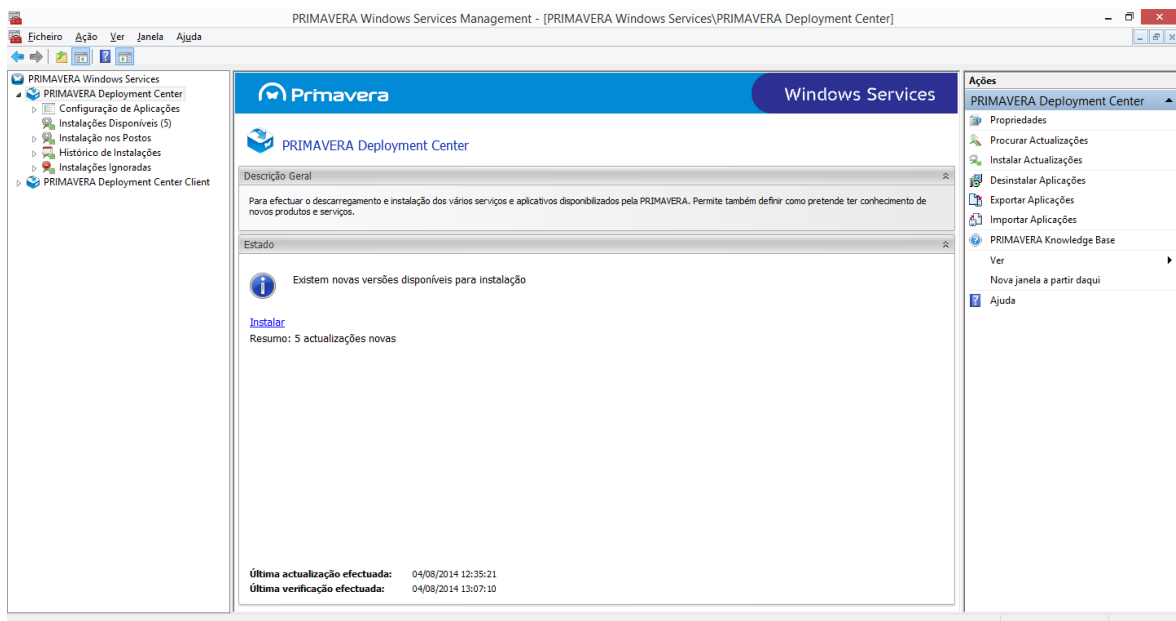 PRIMAVERA Windows Services Management - [PRIMAVERA Windows Services\PRIMAVERA Deployment Center]
Ficheiro Ação Ver Janela Ajuda
PRIMAVERA Windows Services
PRIMAVERA Deployment Center
Configuração de Aplicações
Instalações Disponíveis (5)
Instalação nos Postos
Histórico de Instalações
Instalações Ignoradas
PRIMAVERA Deployment Center Client
Primavera
Windows Services
PRIMAVERA Deployment Center
Descrição Geral
Para efectuar o descarregamento e instalação dos vários serviços e aplicativos disponibilizados pela PRIMAVERA. Permite também definir como pretende ter conhecimento de
novos produtos e serviços.
Estado
Existem novas versões disponíveis para instalação
Instalar
Resumo: 5 actualizações novas
Última actualização efectuada: 04/08/2014 12:35:21
Última verificação efectuada: 04/08/2014 13:07:10
Ações
PRIMAVERA Deployment Center
Propriedades
Procurar Actualizações
Instalar Actualizações
Desinstalar Aplicações
Exportar Aplicações
Importar Aplicações
PRIMAVERA Knowledge Base
Ver
Nova janela a partir daqui
Ajuda